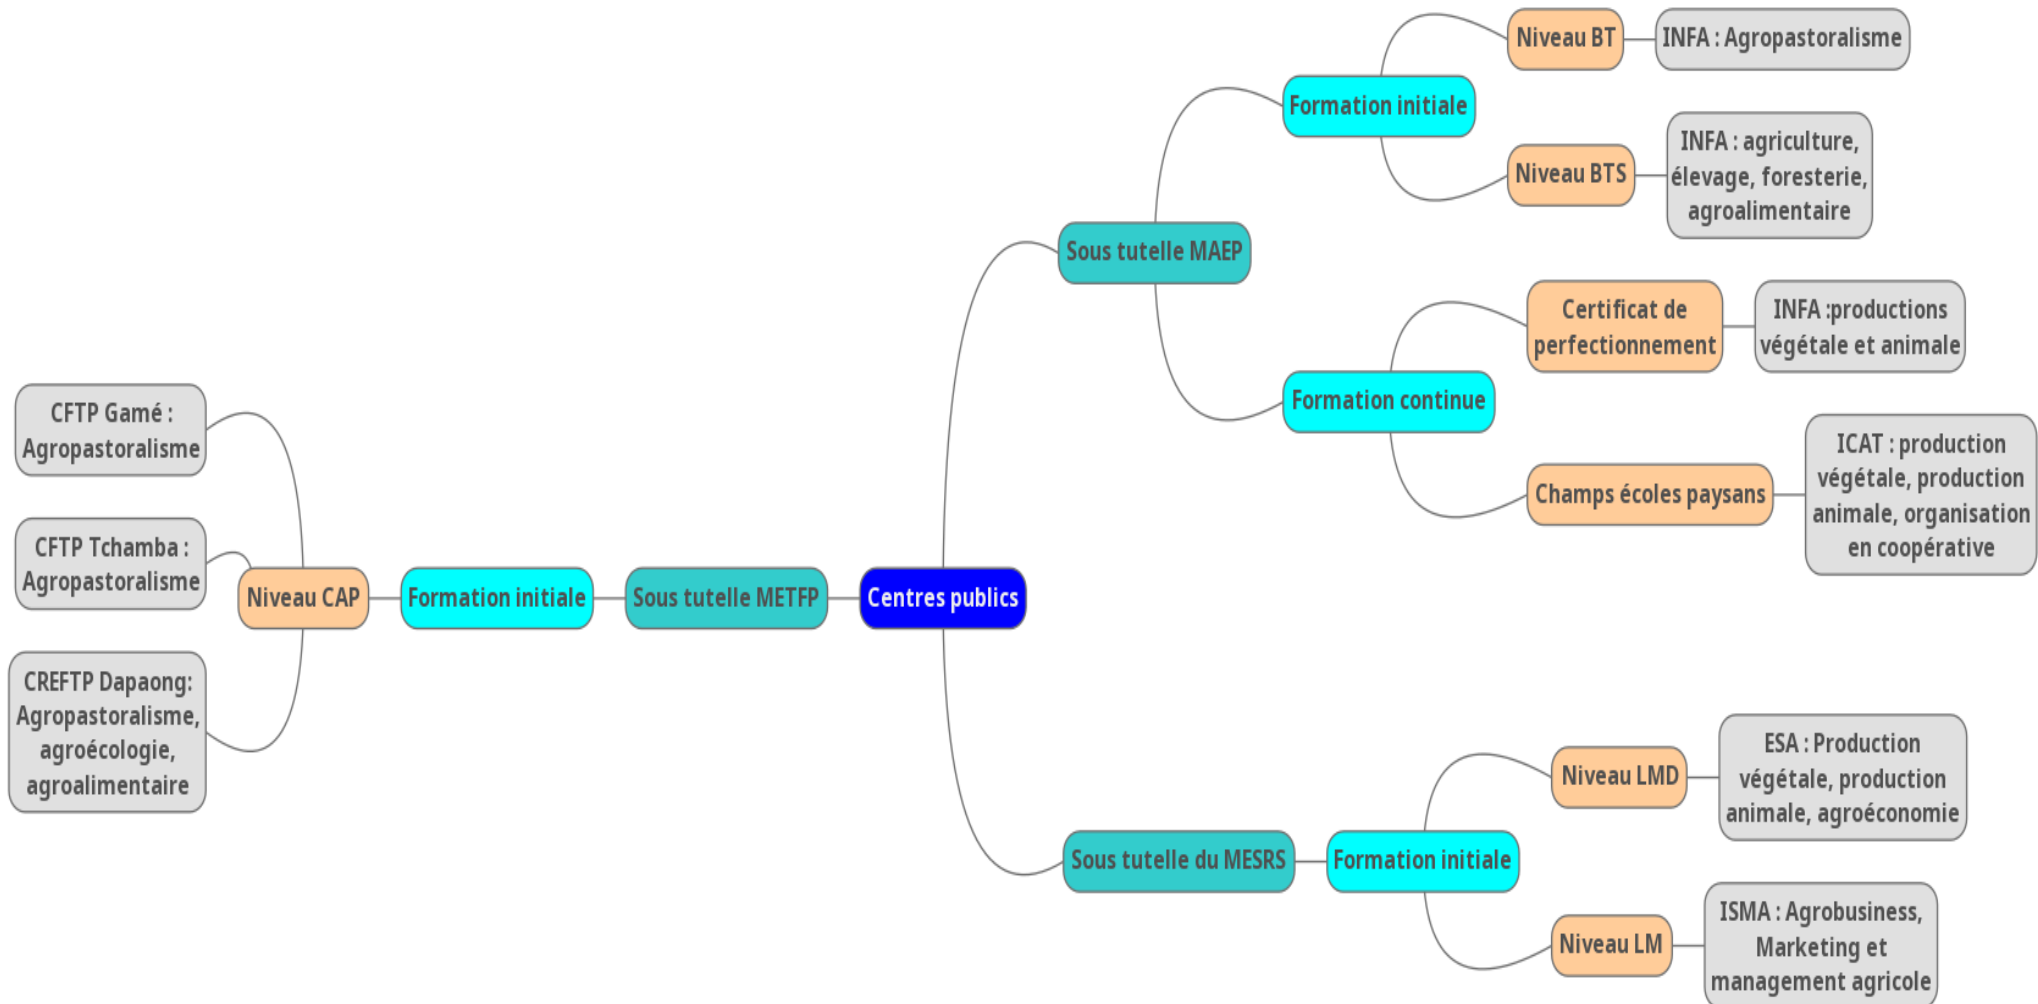 Niveau BT
INFA : Agropastoralisme
Formation initiale
INFA : agriculture,
élevage, foresterie,
agroalimentaire
Niveau BTS
Sous tutelle MAEP
Certificat de
perfectionnement
INFA :productions
végétale et animale
Formation continue
Champs écoles paysans
ICAT : production
végétale, production
animale, organisation
en coopérative
Centres publics
Sous tutelle METFP
Formation initiale
Niveau CAP
CFTP Gamé :
Agropastoralisme
CFTP Tchamba :
Agropastoralisme
CREFTP Dapaong:
Agropastoralisme,
agroécologie,
agroalimentaire
Sous tutelle du MESRS
Formation initiale
Niveau LMD
ESA : Production
végétale, production
animale, agroéconomie
Niveau LM
ISMA : Agrobusiness,
Marketing et
management agricole